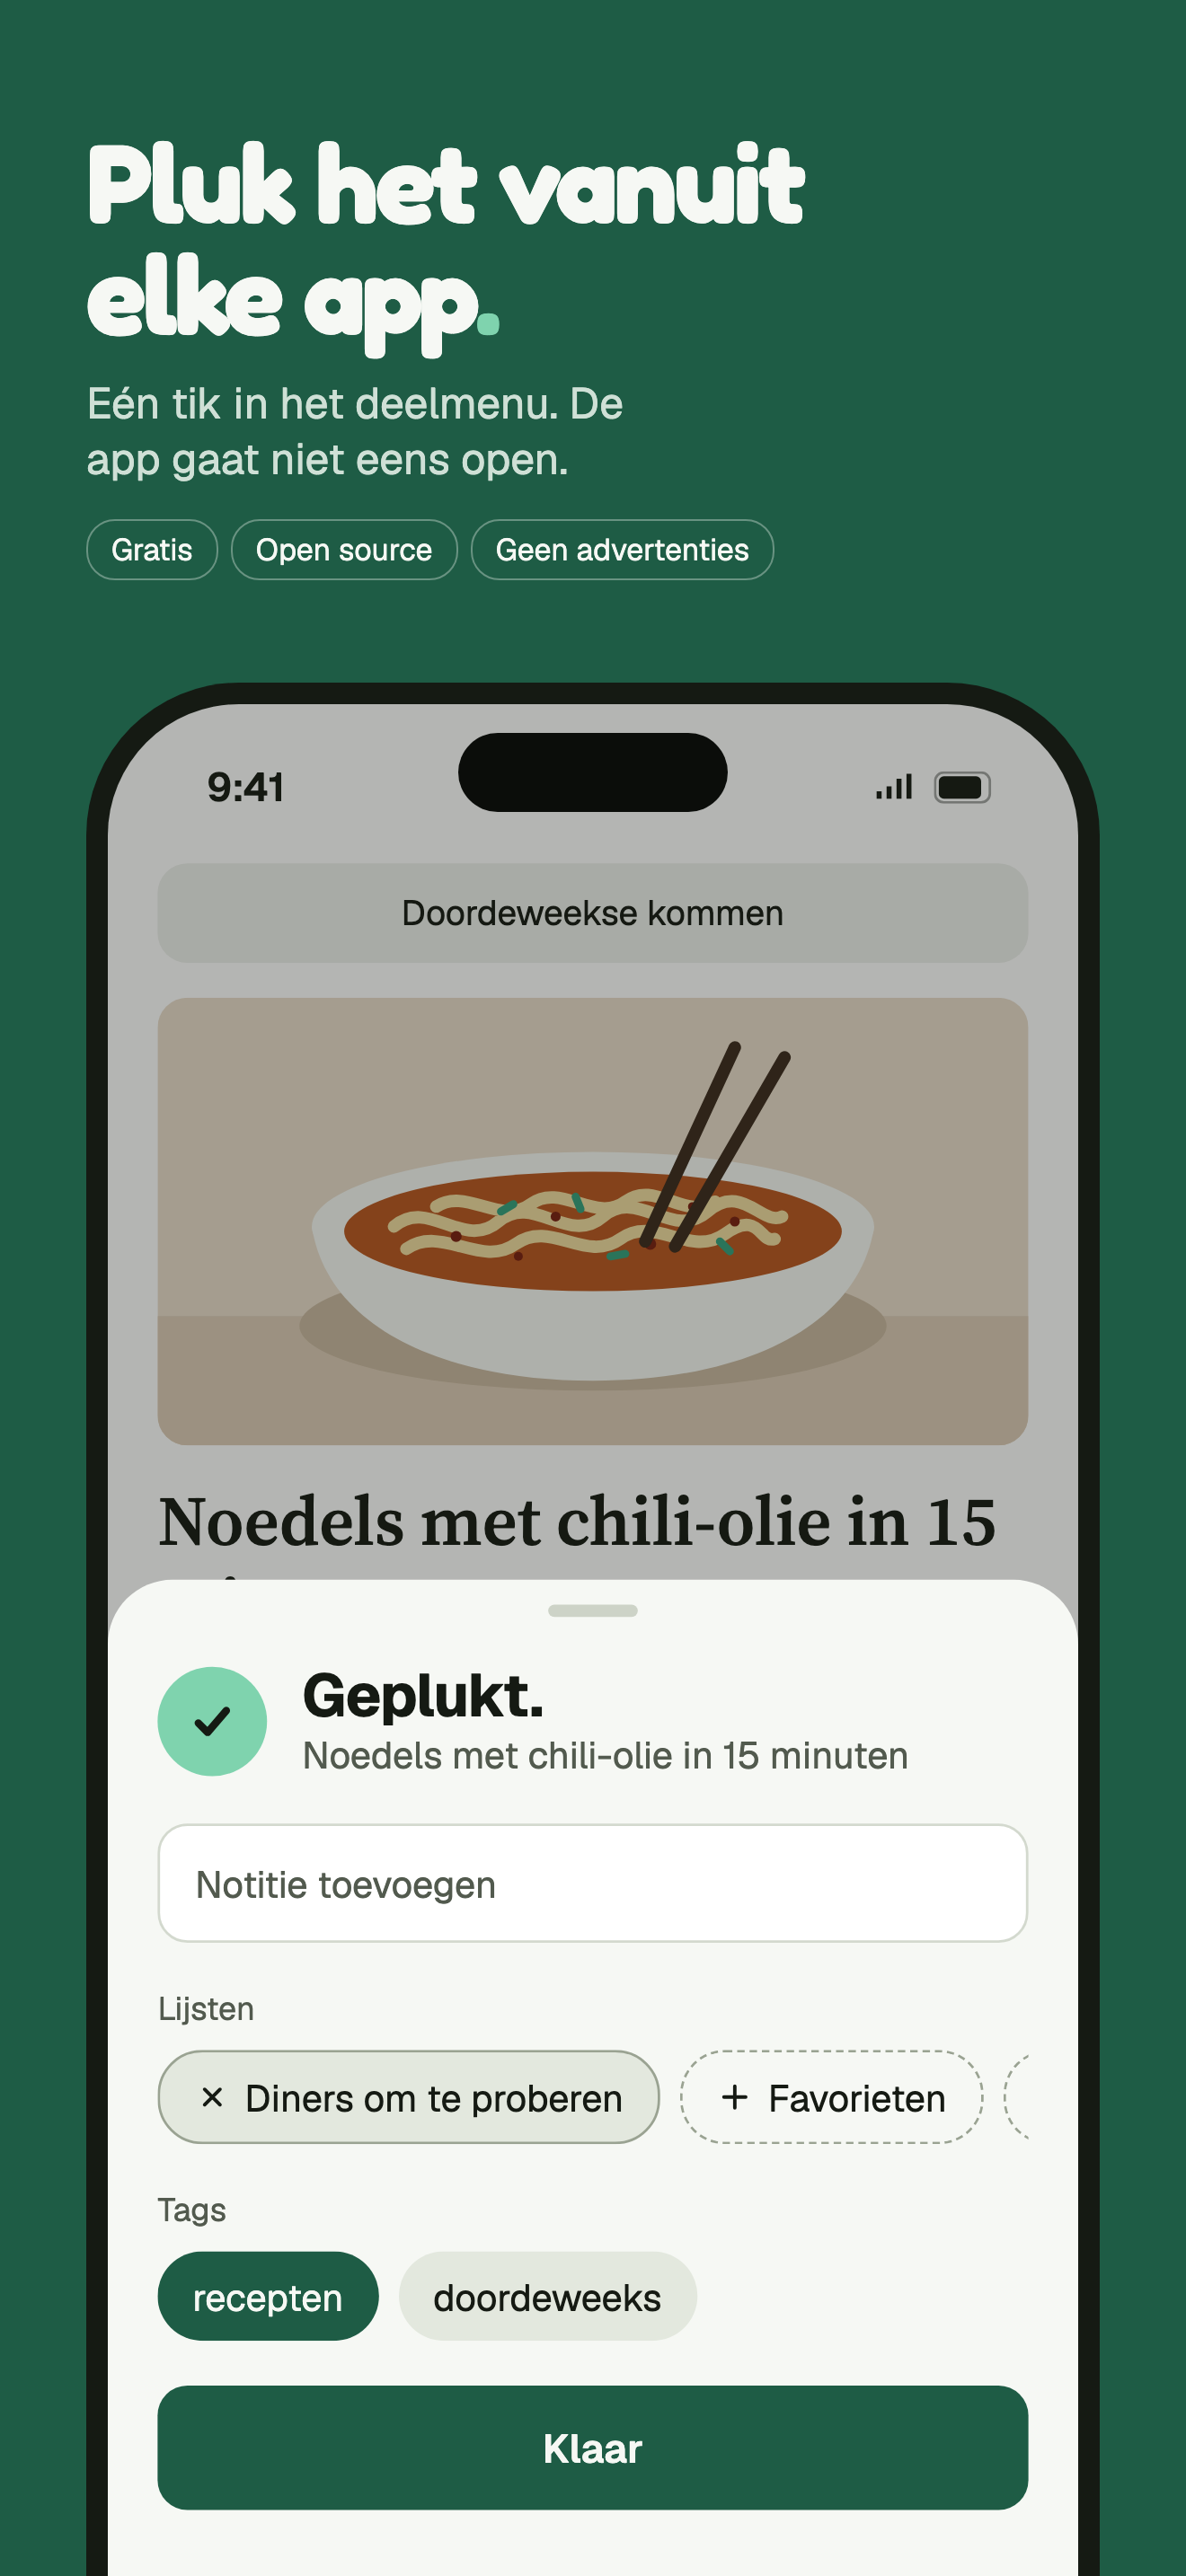 Pluk het vanuit
elke app.
Eén tik in het deelmenu. De
app gaat niet eens open.
Gratis
Open source
Geen advertenties
9:41
Doordeweekse kommen
Noedels met chili-olie in 15
Geplukt.
Noedels met chili-olie in 15 minuten
Notitie toevoegen
Lijsten
× Diners om te proberen
+ Favorieten
Tags
recepten
doordeweeks
Klaar